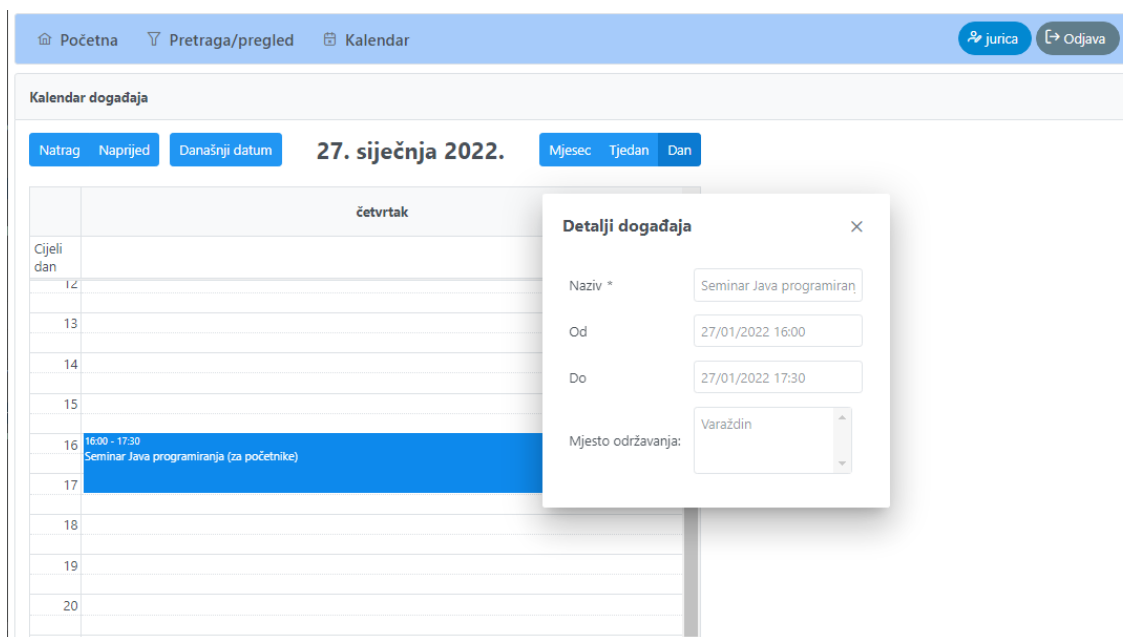 Početna Pretraga/pregled Kalendar jurica Odjava
Kalendar događaja
Natrag Naprijed Današnji datum 27. siječnja 2022. Mjesec Tjedan Dan
četvrtak
Cijeli
dan
12
13
14
15
16
16:00 - 17:30
Seminar Java programiranja (za početnike)
17
18
19
20
Detalji događaja
Naziv * Seminar Java programiran
Od 27/01/2022 16:00
Do 27/01/2022 17:30
Mjesto održavanja: Varaždin